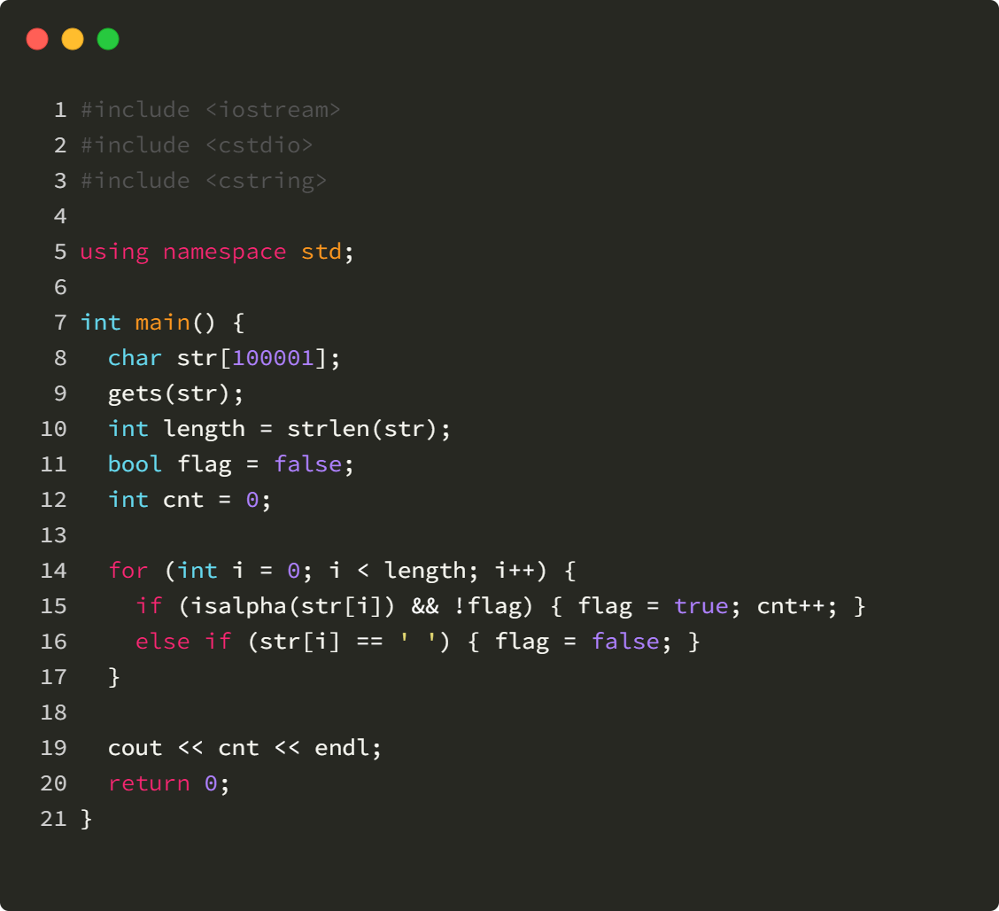 1 #include <iostream>
2 #include <cstdio>
3 #include <cstring>
4
5 using namespace std;
6
7 int main() {
8   char str[100001];
9   gets(str);
10   int length = strlen(str);
11   bool flag = false;
12   int cnt = 0;
13
14   for (int i = 0; i < length; i++) {
15     if (isalpha(str[i]) && !flag) { flag = true; cnt++; }
16     else if (str[i] == ' ') { flag = false; }
17   }
18
19   cout << cnt << endl;
20   return 0;
21 }